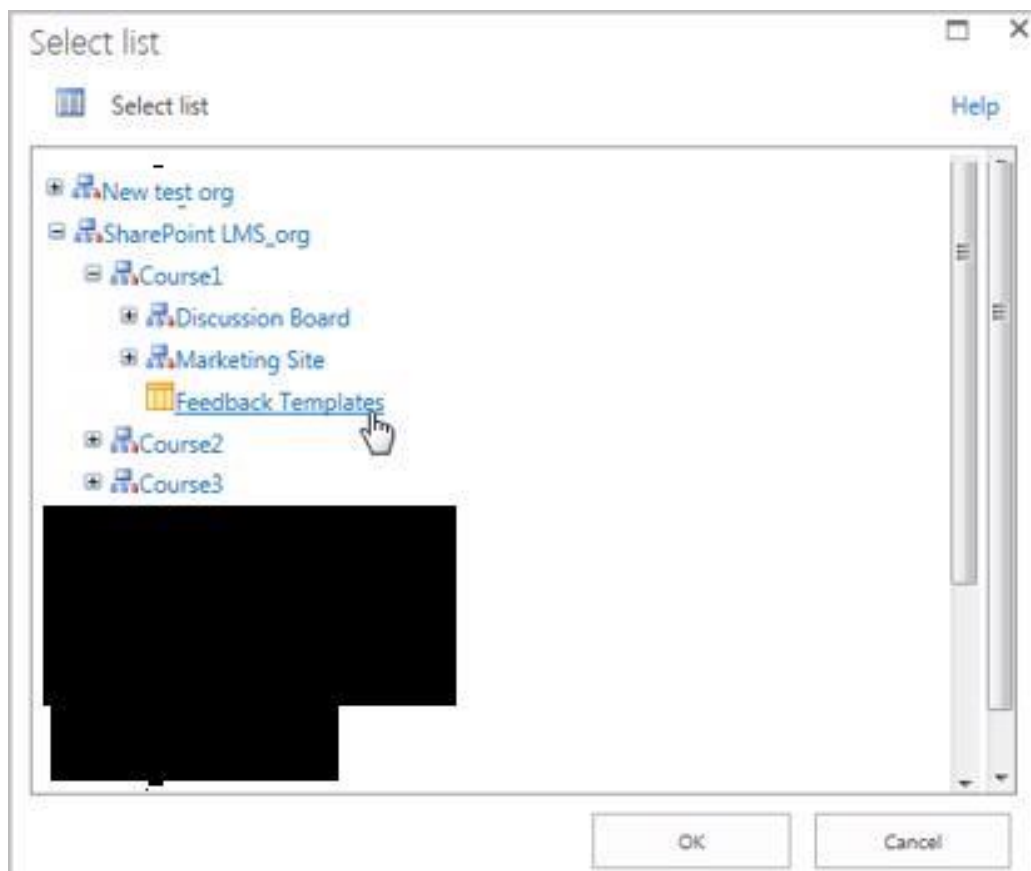 Select list
Select list Help
New test org
SharePoint LMS_org
Course1
Discussion Board
Marketing Site
Feedback Templates
Course2
Course3
OK Cancel